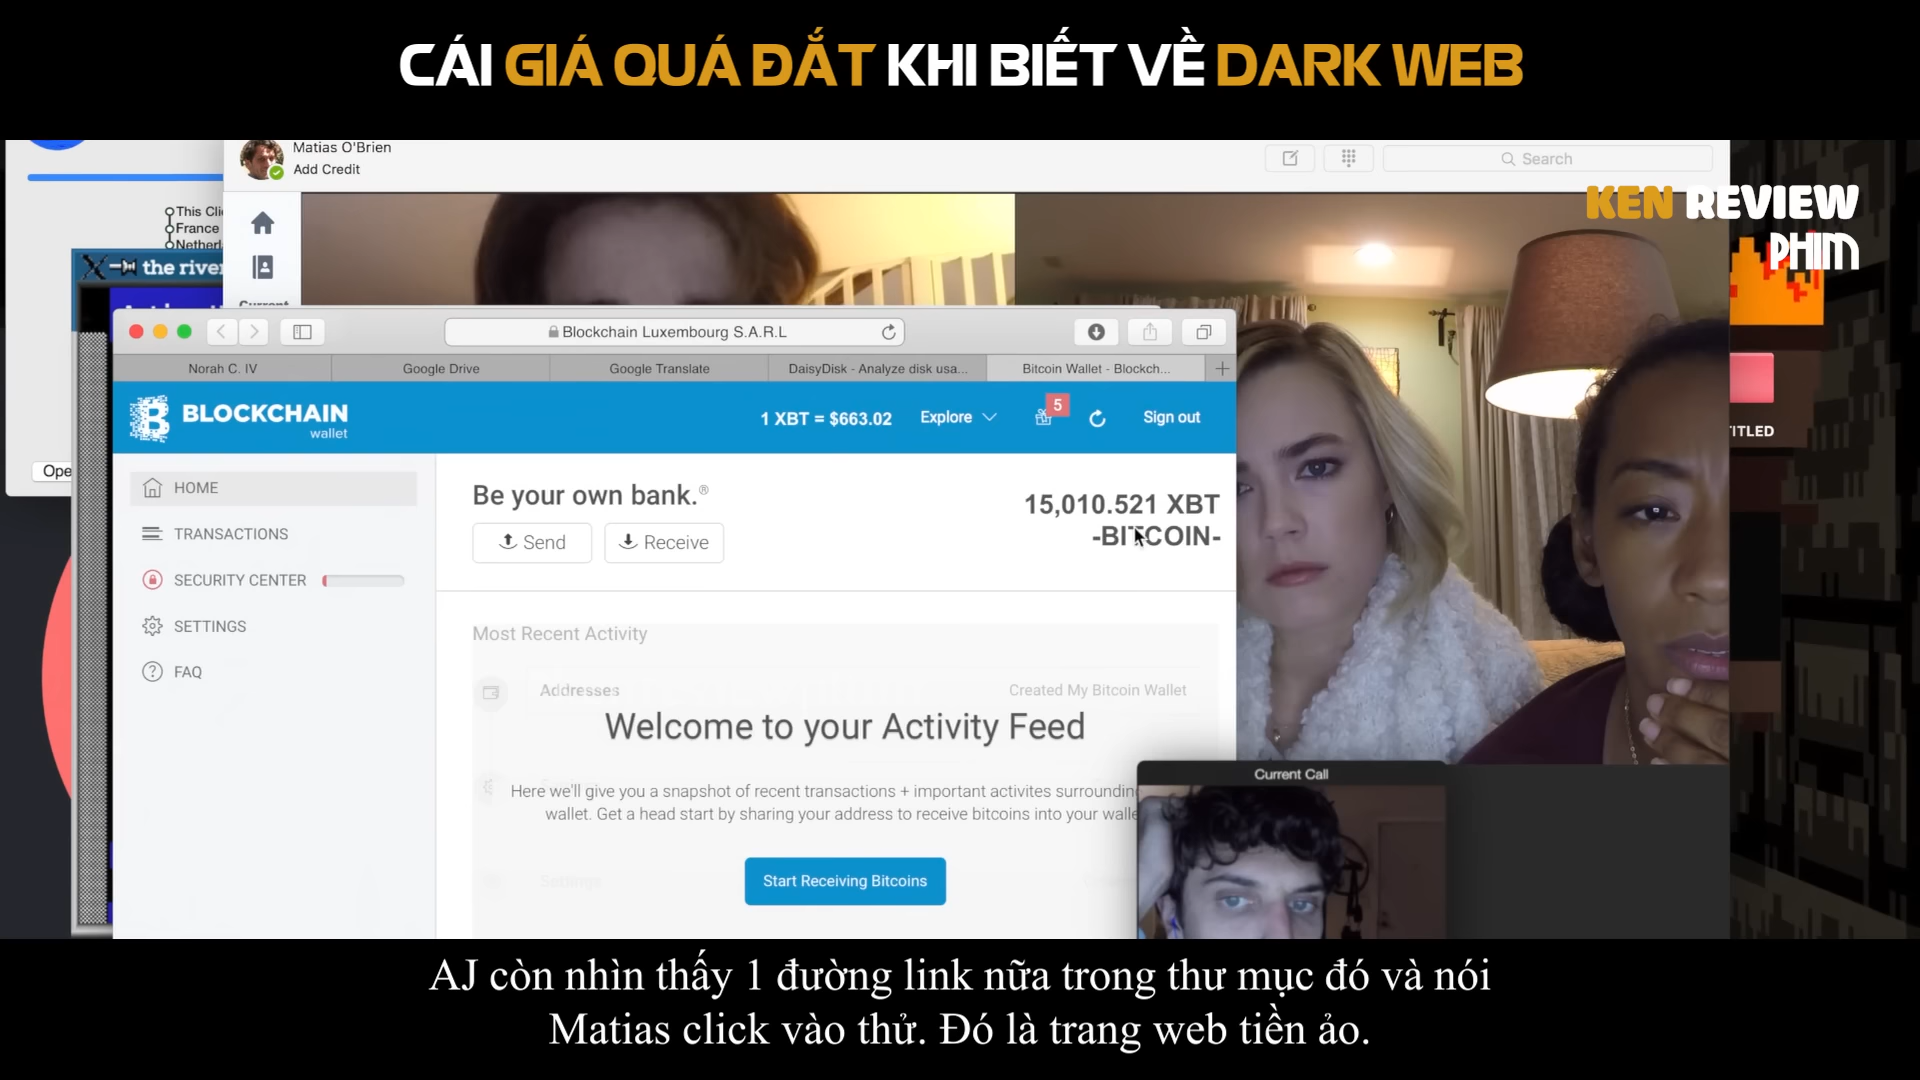 CÁI GIÁ QUÁ ĐẮT KHI BIẾT VỀ DARK WEB
Matias O'Brien
Add Credit
Search
KEN REVIEW
PHIM
This Cli
France
Netherl
the river
Current
Blockchain Luxembourg S.A.R.L
Norah C. IV
Google Drive
Google Translate
DaisyDisk - Analyze disk usa...
Bitcoin Wallet - Blockch...
BLOCKCHAIN
wallet
1 XBT = $663.02
Explore
5
Sign out
ITLED
Ope
HOME
TRANSACTIONS
SECURITY CENTER
SETTINGS
FAQ
Be your own bank.®
Send
Receive
15,010.521 XBT
-BITCOIN-
Most Recent Activity
Addresses
Created My Bitcoin Wallet
Welcome to your Activity Feed
Here we'll give you a snapshot of recent transactions + important activites surrounding
wallet. Get a head start by sharing your address to receive bitcoins into your walle
Settings
Start Receiving Bitcoins
Current Call
AJ còn nhìn thấy 1 đường link nữa trong thư mục đó và nói
Matias click vào thử. Đó là trang web tiền ảo.